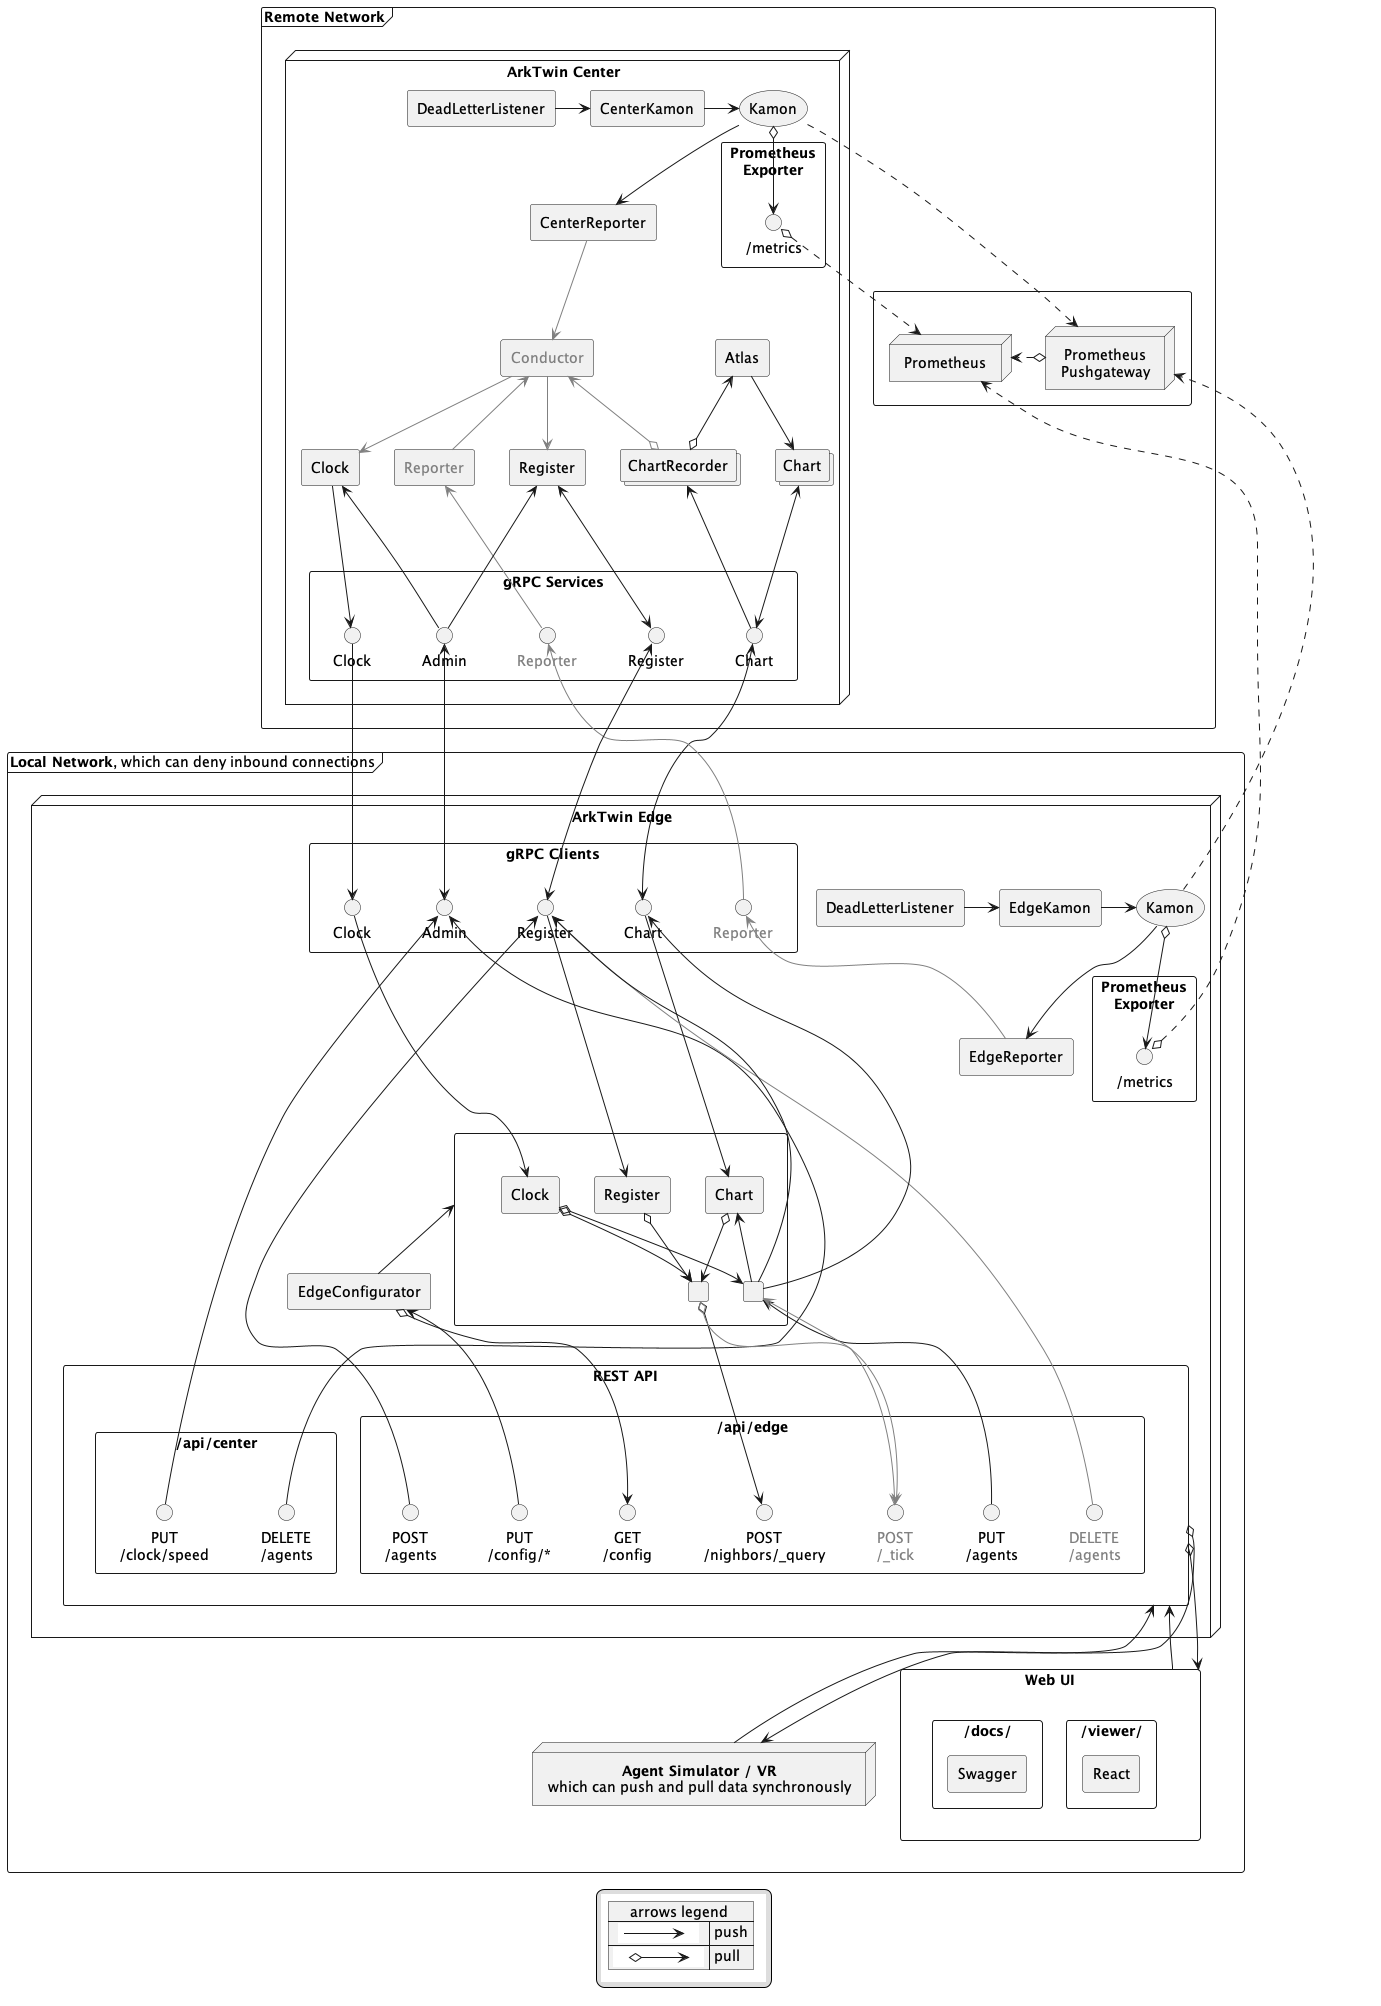 Remote Network
ArkTwin Center
DeadLetterListener
CenterKamon
Kamon
Prometheus
Exporter
CenterReporter
/metrics
Conductor
Atlas
Prometheus
Prometheus
Pushgateway
Clock
Reporter
Register
ChartRecorder
Chart
gRPC Services
Clock
Admin
Reporter
Register
Chart
Local Network, which can deny inbound connections
ArkTwin Edge
gRPC Clients
Clock
Admin
Register
Chart
Reporter
DeadLetterListener
EdgeKamon
Kamon
Prometheus
Exporter
EdgeReporter
/metrics
Clock
Register
Chart
EdgeConfigurator
REST API
/api/center
/api/edge
PUT
/clock/speed
DELETE
/agents
POST
/agents
PUT
/config/*
GET
/config
POST
/nighbors/_query
POST
/_tick
PUT
/agents
DELETE
/agents
Web UI
/docs/
Swagger
/viewer/
React
Agent Simulator / VR
which can push and pull data synchronously
arrows legend
push
pull